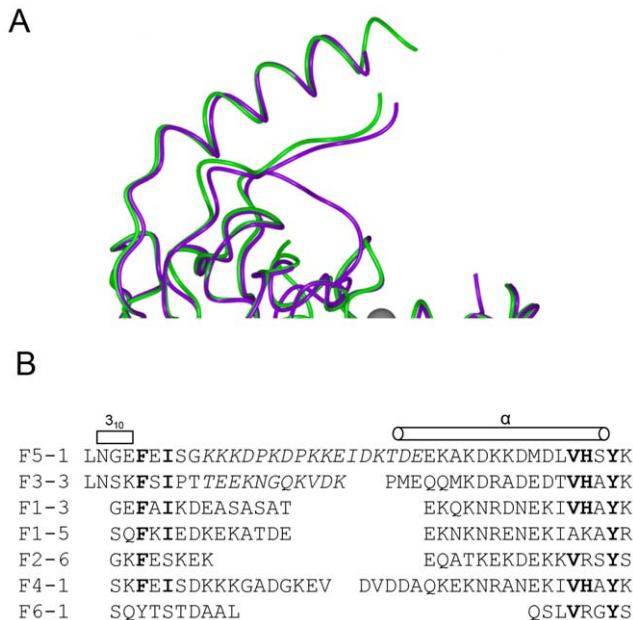 A
B
3₁₀ α
F5-1 LNGEFEISGKKKDPKDPKKEIDKTDEEKAKDKKDMDLVHSYK
F3-3 LNSKFSIPTTEEKNGQKVDK PMEQQMKDRADEDTVHAYK
F1-3 GEFAIKDEASASAT EKQKNRDNEKIVHAYK
F1-5 SQFKIEDKEKATDE EKNKNRENEKIAKAYR
F2-6 GKFESKEK EQATKEKDEKKVRSYS
F4-1 SKFEISDKKKGADGKEV DVDDAQKEKNRANEKIVHAYK
F6-1 SQYTSTDAAL QSLVRGYS